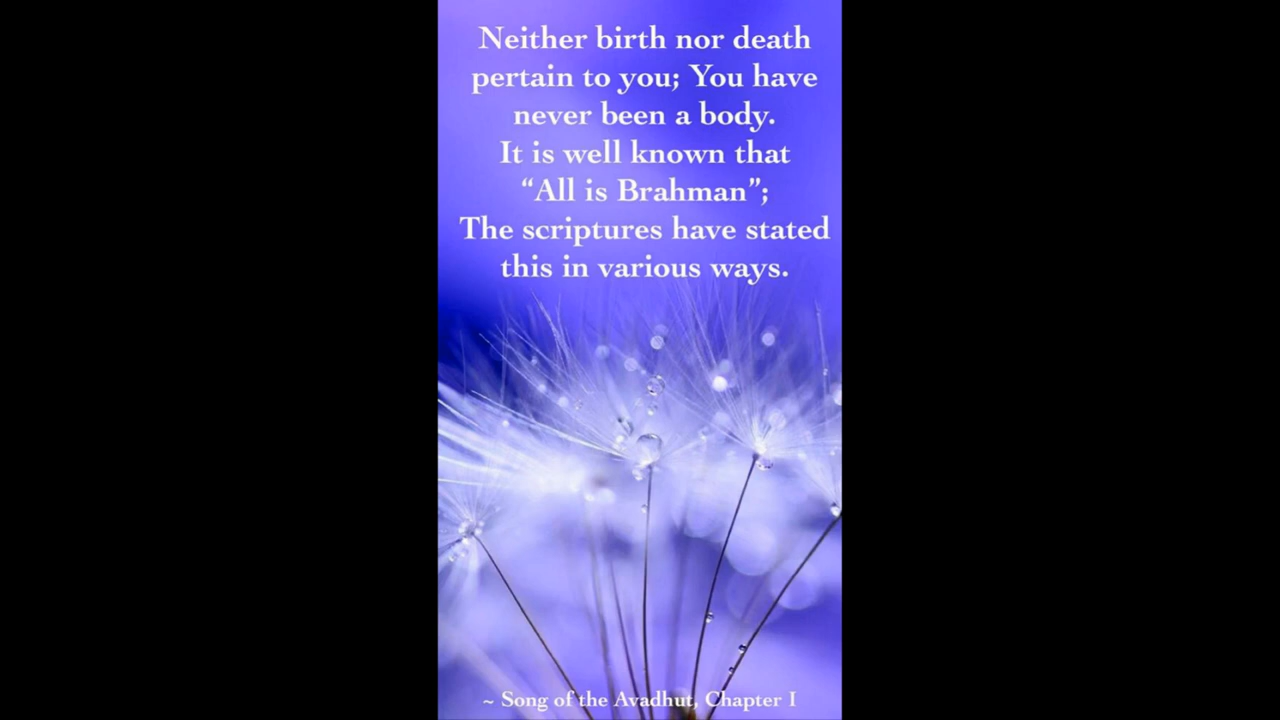 Neither birth nor death
pertain to you; You have
never been a body.
It is well known that
“All is Brahman”;
The scriptures have stated
this in various ways.
~ Song of the Avadhut, Chapter I